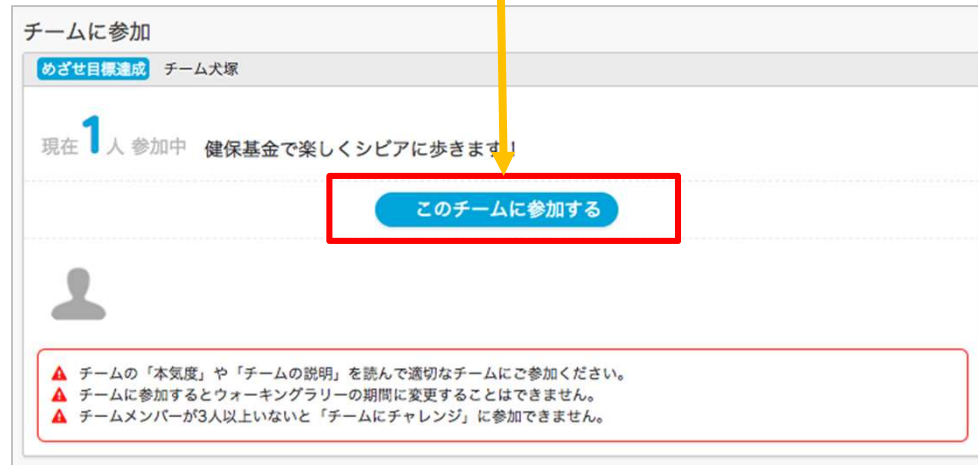 チームに参加
めざせ目標達成 チーム犬塚
現在 1 人 参加中 健保基金で楽しくシビアに歩きます！
このチームに参加する
チームの「本気度」や「チームの説明」を読んで適切なチームにご参加ください。
チームに参加するとウォーキングラリーの期間に変更することはできません。
チームメンバーが3人以上いないと「チームにチャレンジ」に参加できません。